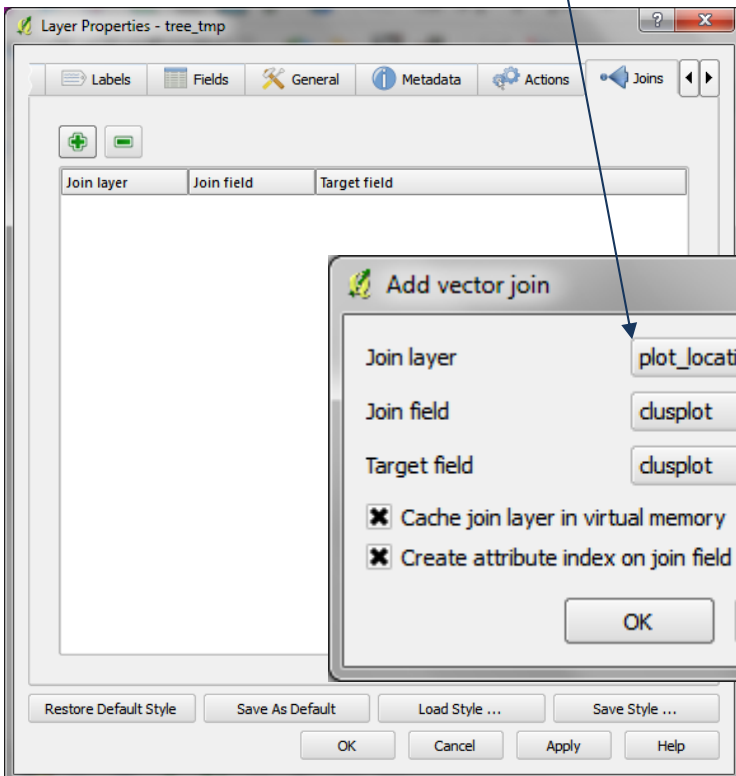 Layer Properties - tree_tmp
Labels Fields General Metadata Actions Joins
Join layer Join field Target field
Add vector join
Join layer plot_locati
Join field clusplot
Target field clusplot
Cache join layer in virtual memory
Create attribute index on join field
OK
Restore Default Style Save As Default Load Style ... Save Style ...
OK Cancel Apply Help